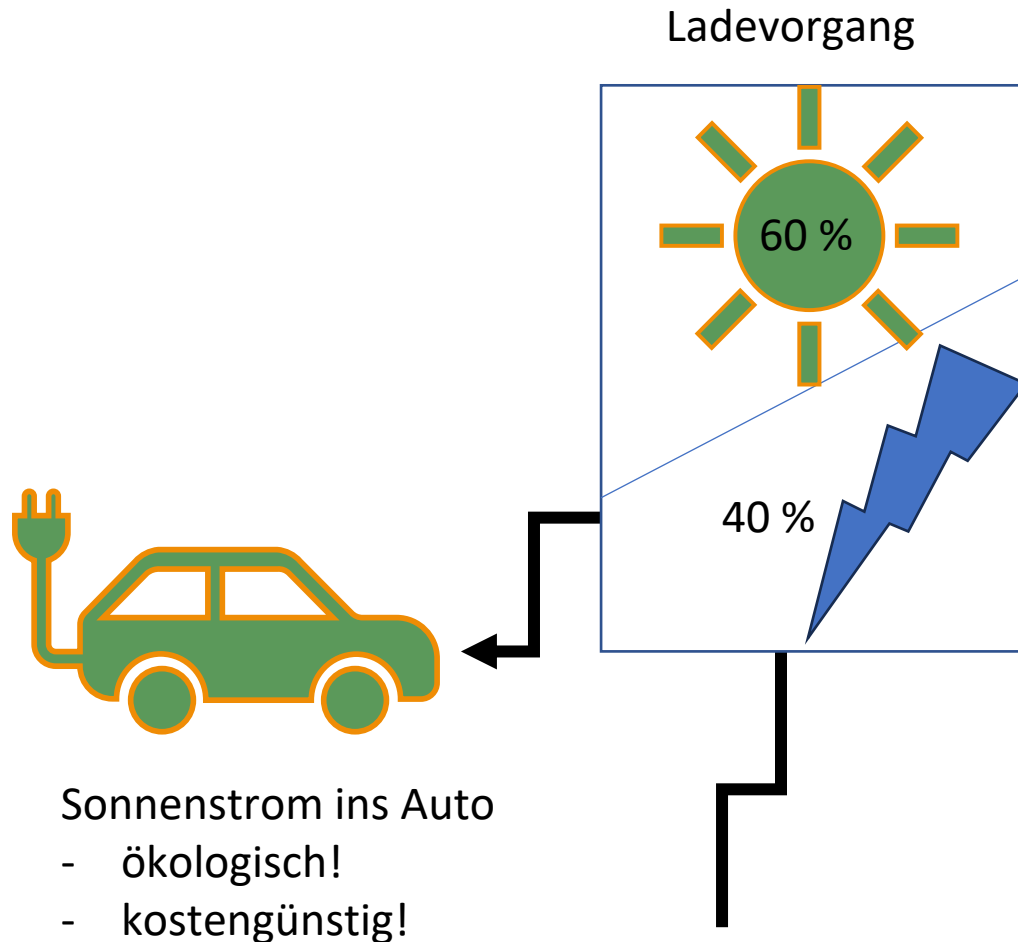 Ladevorgang
60 %
40 %
Sonnenstrom ins Auto
- ökologisch!
- kostengünstig!